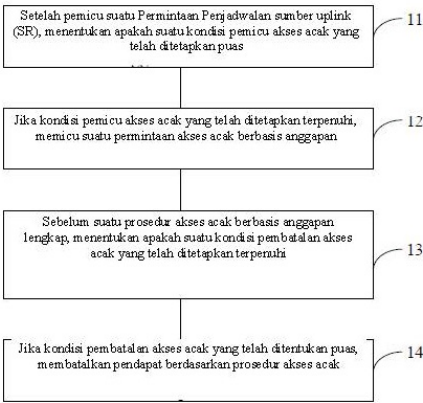 Setelah pemicu suatu Permintaan Penjadwalan sumber uplink
(SR), menentukan apakah suatu kondisi pemicu akses acak yang
telah ditetapkan puas
11
Jika kondisi pemicu akses acak yang telah ditetapkan terpenuhi,
memicu suatu permintaan akses acak berbasis anggapan
12
Sebelum suatu prosedur akses acak berbasis anggapan
lengkap, menentukan apakah suatu kondisi pembatalan akses
acak yang telah ditetapkan terpenuhi
13
Jika kondisi pembatalan akses acak yang telah ditentukan puas,
membatalkan pendapat berdasarkan prosedur akses acak
14